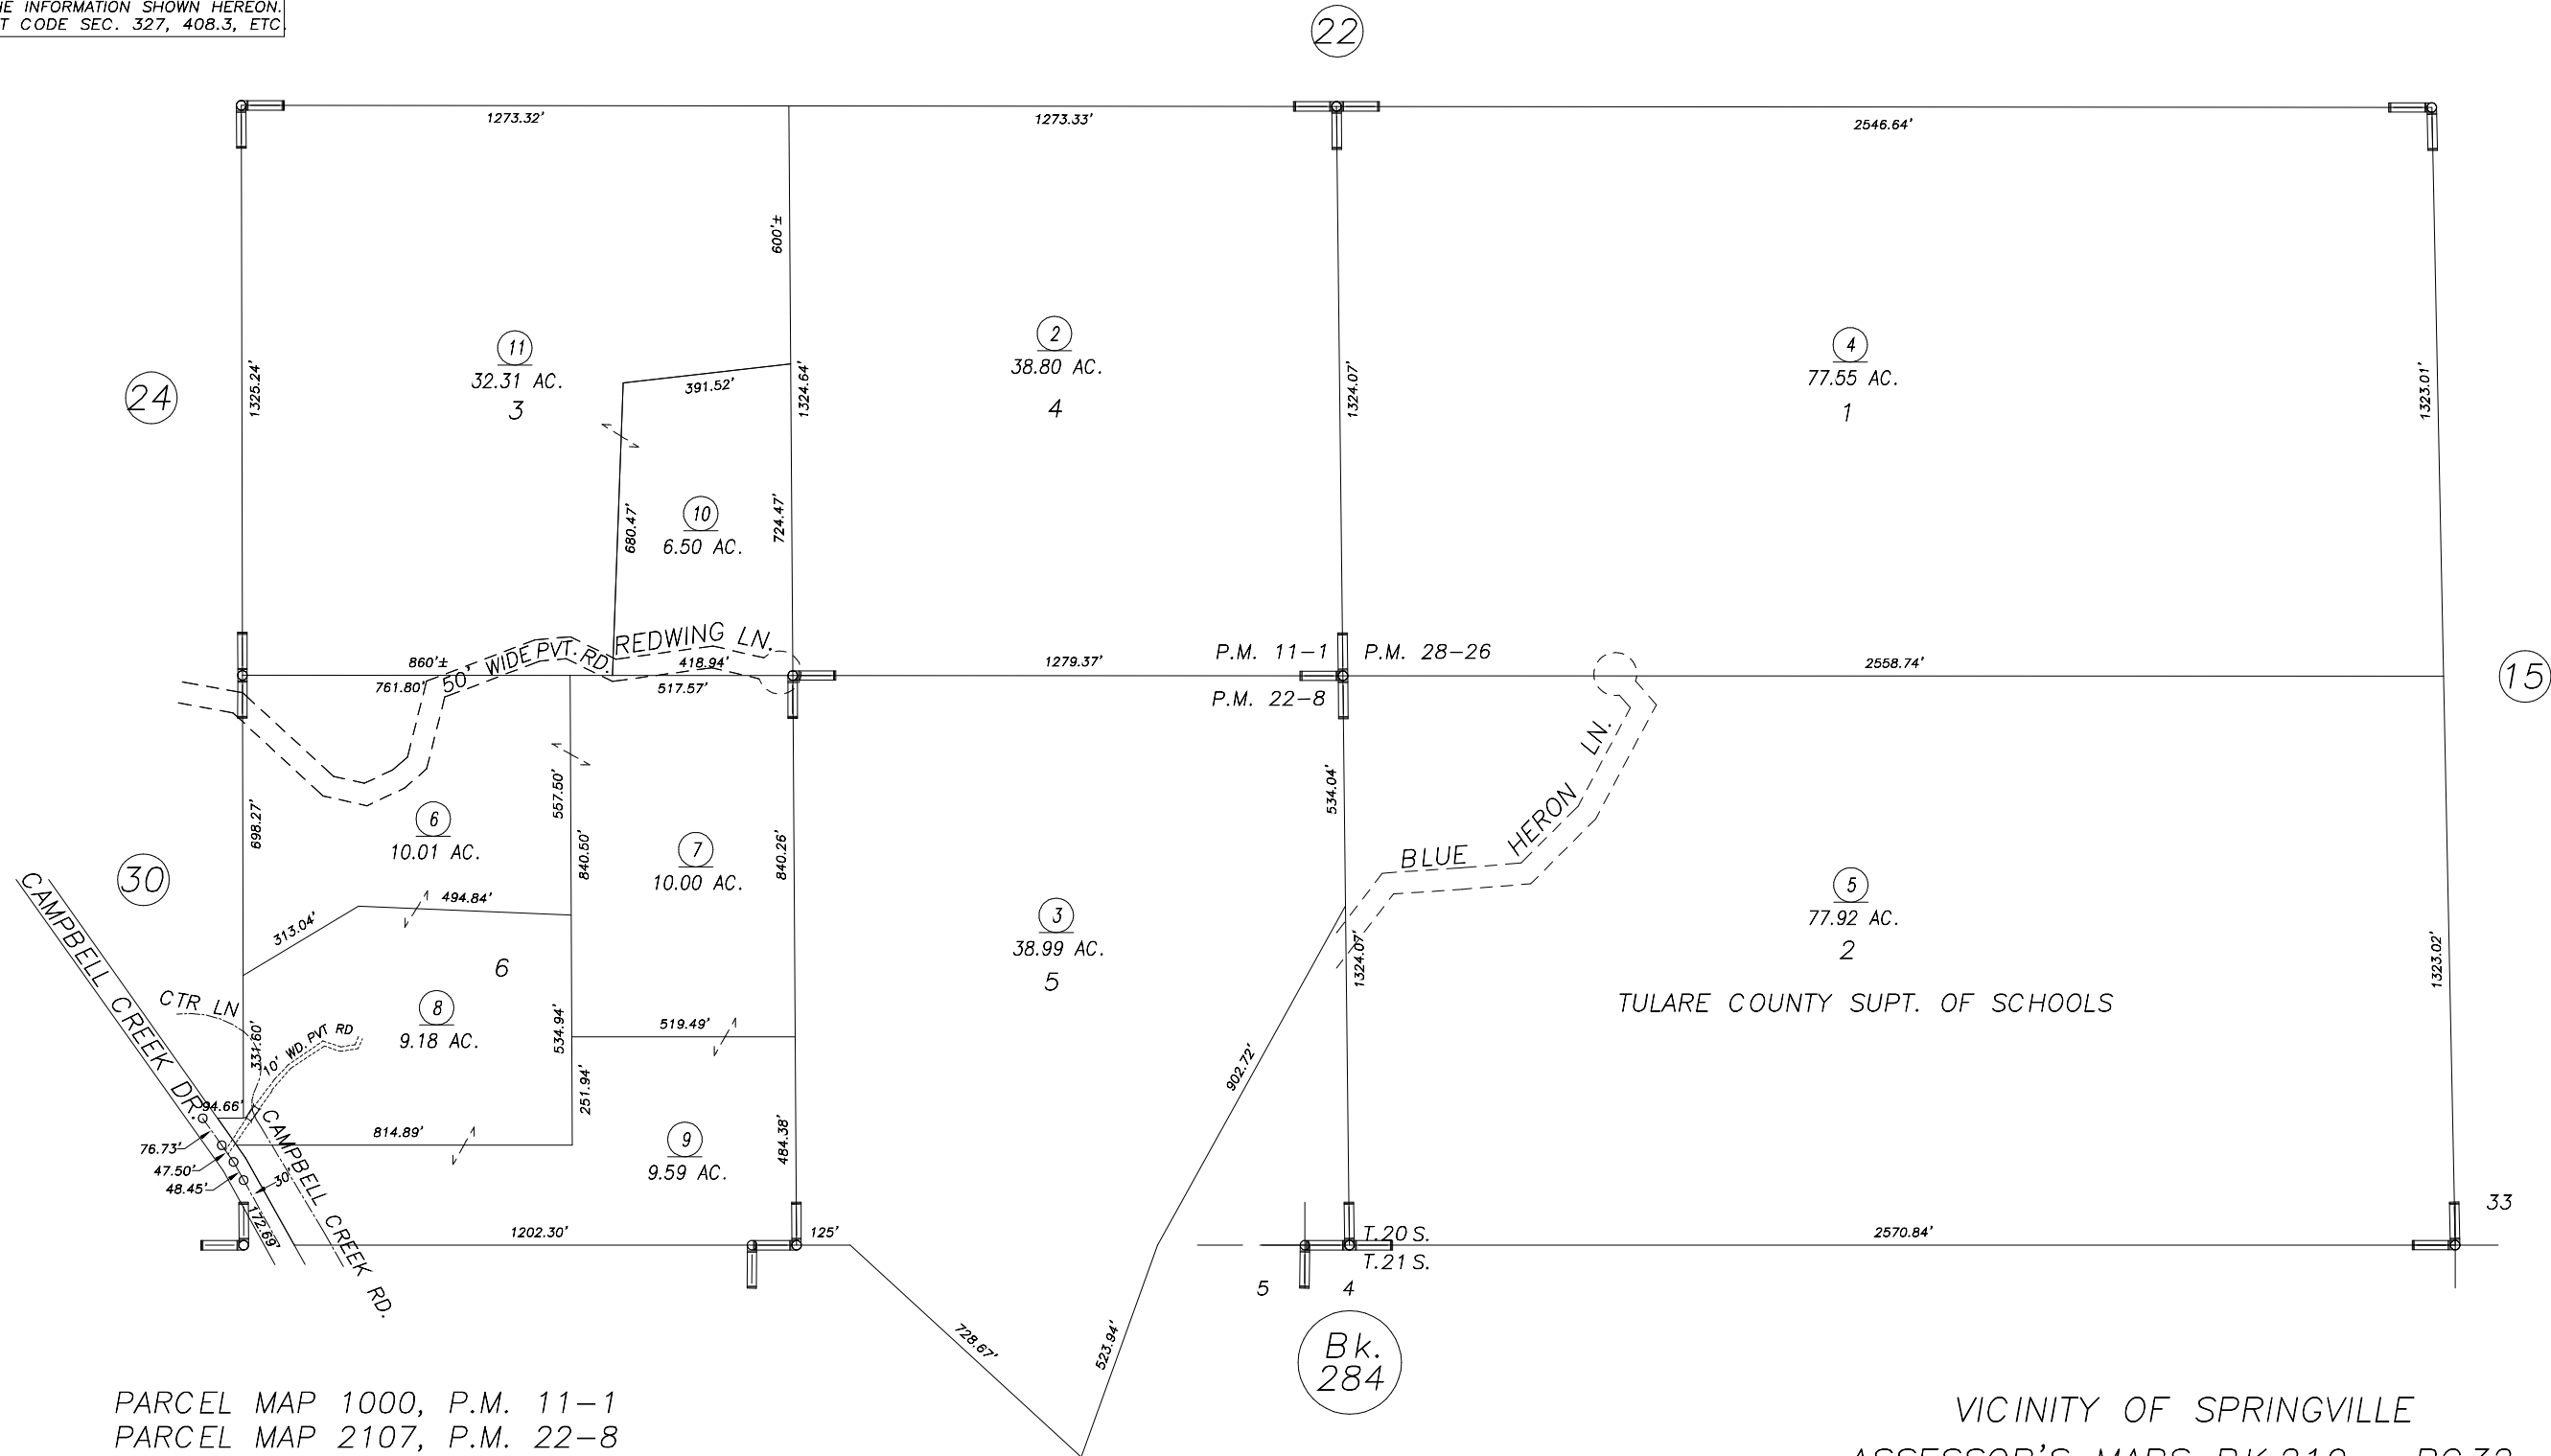 HE INFORMATION SHOWN HEREON.
T CODE SEC. 327, 408.3, ETC
22
1273.32'
1273.33'
2546.64'
600'±
11
32.31 AC.
3
2
38.80 AC.
4
4
77.55 AC.
1
24
1325.24'
391.52'
1324.64'
1324.07'
1323.01'
680.47'
10
6.50 AC.
724.47'
REDWING LN.
50' WIDE PVT. RD.
860'±
418.94'
1279.37'
P.M. 11-1
P.M. 28-26
2558.74'
15
761.80'
517.57'
P.M. 22-8
698.27'
557.50'
534.04'
BLUE HERON LN.
6
10.01 AC.
840.50'
7
10.00 AC.
840.26'
30
494.84'
313.04'
3
38.99 AC.
5
5
77.92 AC.
2
6
1324.07'
1323.02'
TULARE COUNTY SUPT. OF SCHOOLS
CAMPBELL CREEK DR.
CTR LN
331.60'
10' WD. PVT RD
8
9.18 AC.
534.94'
519.49'
902.72'
251.94'
94.66'
76.73'
47.50'
48.45'
30'
172.69'
CAMPBELL CREEK RD.
814.89'
9
9.59 AC.
484.38'
33
1202.30'
125'
T.20 S.
T.21 S.
2570.84'
5
4
728.67'
523.94'
Bk.
284
PARCEL MAP 1000, P.M. 11-1
PARCEL MAP 2107, P.M. 22-8
VICINITY OF SPRINGVILLE
ASSESSOR'S MAPS BK.